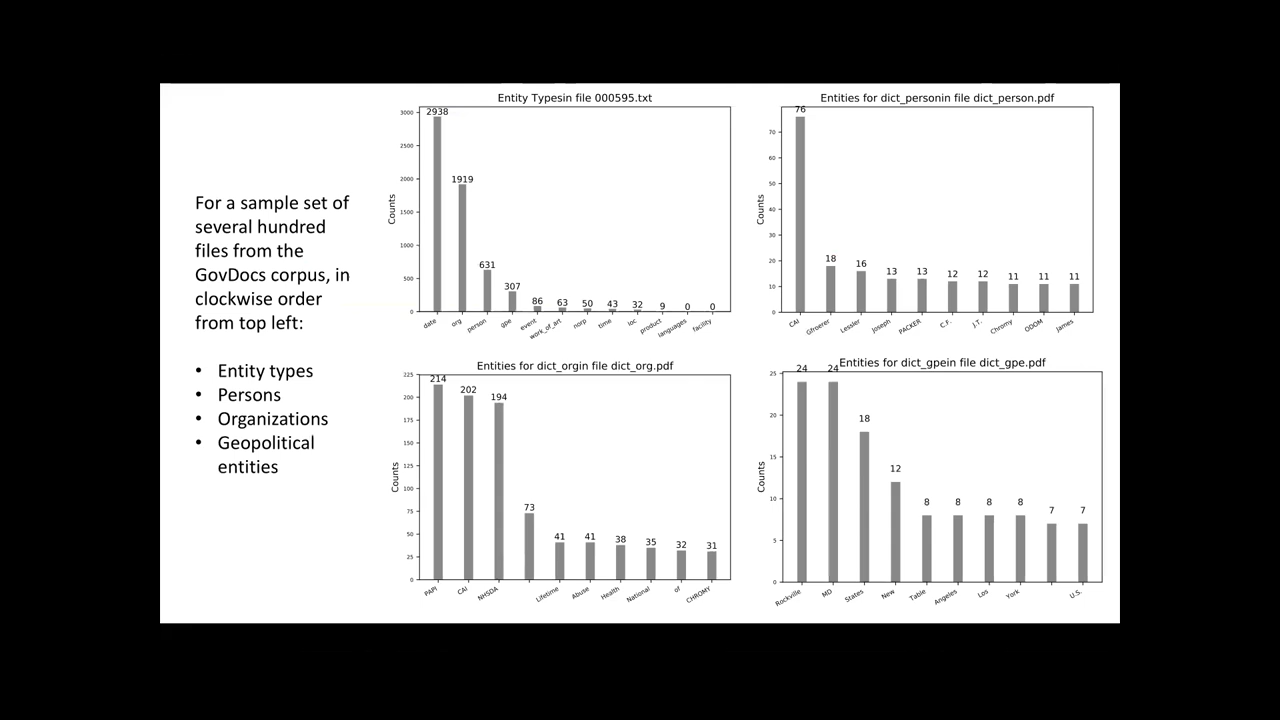 For a sample set of
several hundred
files from the
GovDocs corpus, in
clockwise order
from top left:
• Entity types
• Persons
• Organizations
• Geopolitical
entities
Entity Typesin file 000595.txt
Counts
3000
2500
2000
1500
1000
500
0
2938
1919
631
307
86
63
50
43
32
9
0
0
date
org
person
gpe
event
work_of_art
norp
time
loc
product
languages
facility
Entities for dict_personin file dict_person.pdf
Counts
70
60
50
40
30
20
10
0
76
18
16
13
13
12
12
11
11
11
CAI
Gfroerer
Lessler
Joseph
PACKER
C.F.
J.T.
Chromy
ODOM
James
Entities for dict_orgin file dict_org.pdf
Counts
225
200
175
150
125
100
75
50
25
0
214
202
194
73
41
41
38
35
32
31
PAPI
CAI
NHSDA
Lifetime
Abuse
Health
National
of
CHROMY
Entities for dict_gpein file dict_gpe.pdf
Counts
25
20
15
10
5
0
24
24
18
12
8
8
8
8
7
7
Rockville
MD
States
New
Table
Angeles
Los
York
U.S.